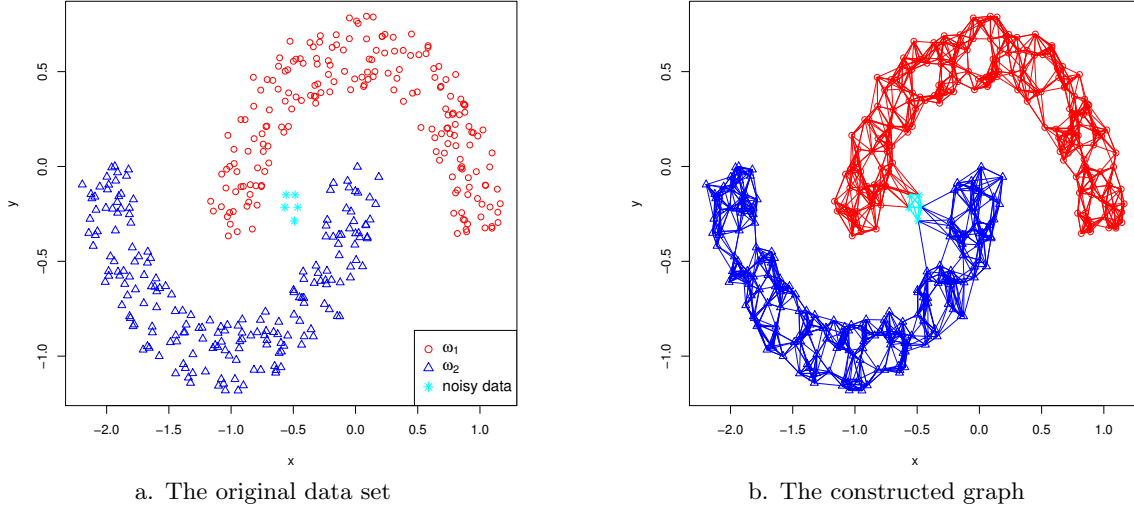 0.5
0.0
−0.5
−1.0
y
ω1
ω2
noisy data
−2.0 −1.5 −1.0 −0.5 0.0 0.5 1.0
x
a. The original data set
0.5
0.0
−0.5
−1.0
y
−2.0 −1.5 −1.0 −0.5 0.0 0.5 1.0
x
b. The constructed graph